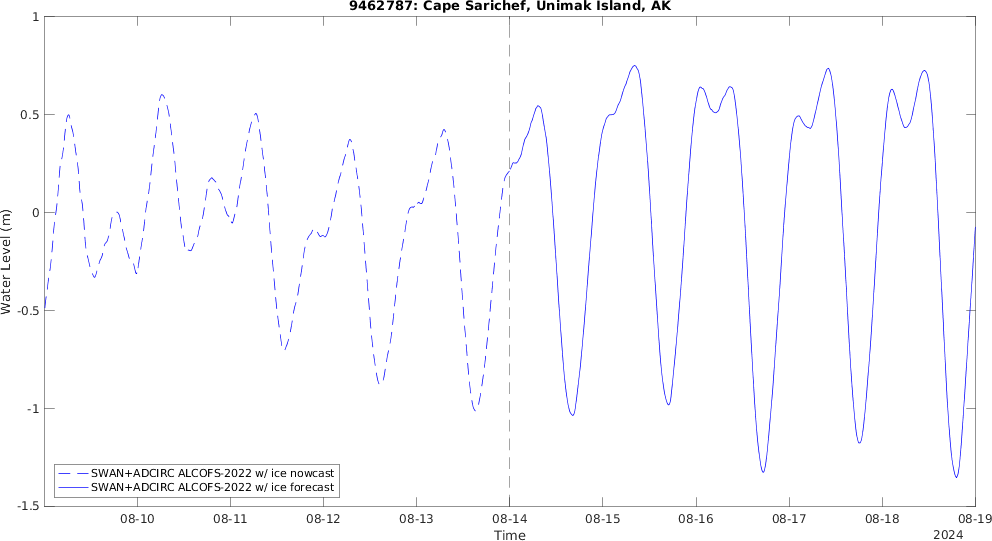 9462787: Cape Sarichef, Unimak Island, AK
1
0.5
0
-0.5
-1
-1.5
Water Level (m)
SWAN+ADCIRC ALCOFS-2022 w/ ice nowcast
SWAN+ADCIRC ALCOFS-2022 w/ ice forecast
08-10 08-11 08-12 08-13 08-14 08-15 08-16 08-17 08-18 08-19
Time
2024